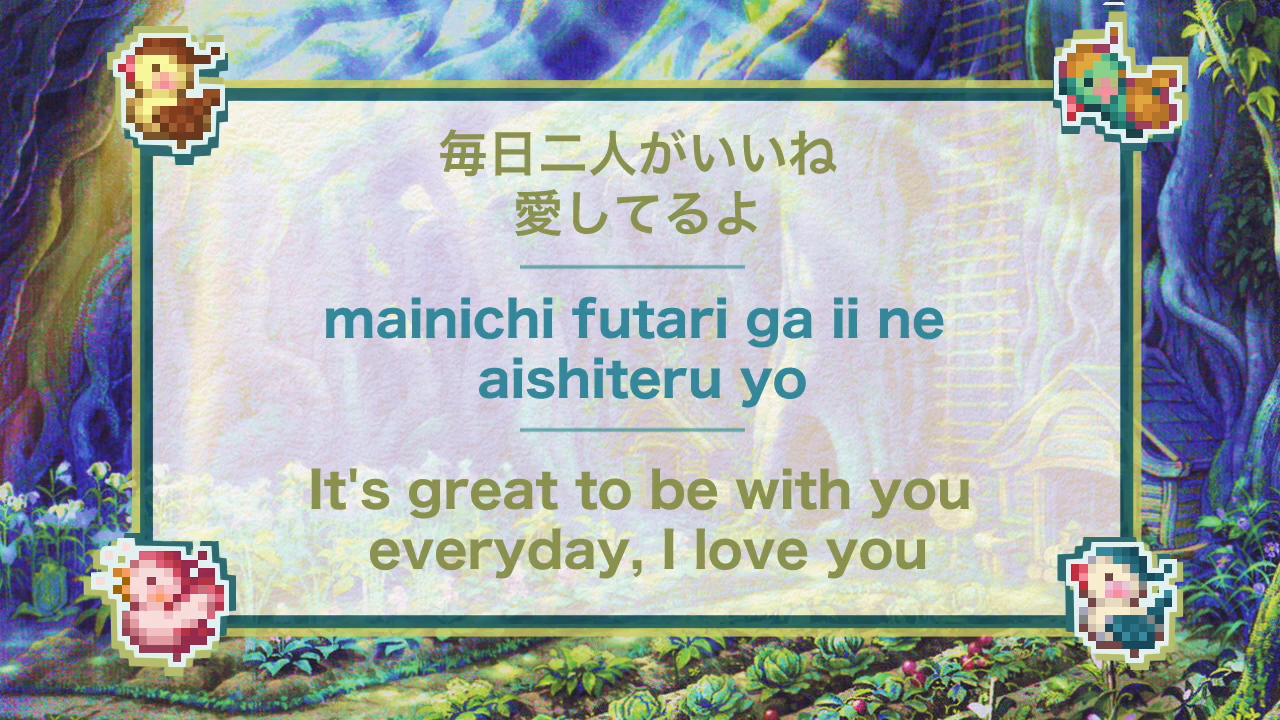 毎日二人がいいね
愛してるよ
mainichi futari ga ii ne
aishiteru yo
It's great to be with you
everyday, I love you